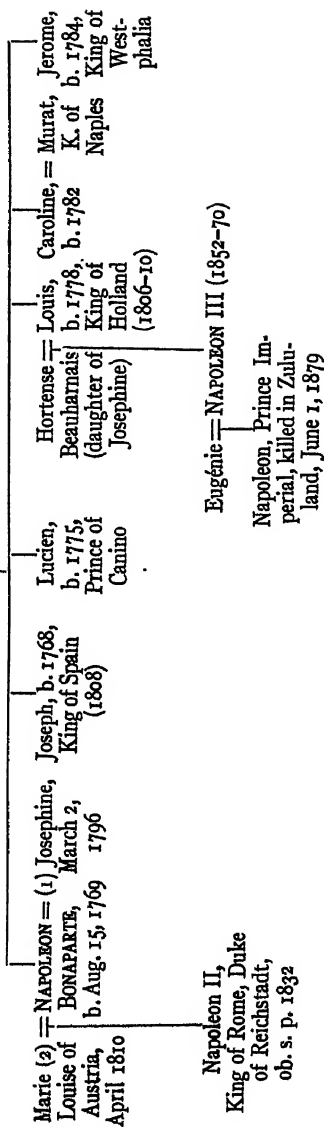 Marie (2) = NAPOLEON = (1) Josephine,
Louise of BONAPARTE, March 2,
Austria, b. Aug. 15, 1769 1796
April 1810
Napoleon II,
King of Rome, Duke
of Reichstadt,
ob. s. p. 1832
Joseph, b. 1768,
King of Spain
(1808)
Lucien,
b. 1775,
Prince of
Canino
Hortense = Louis,
Beauharnais b. 1778,
(daughter of King of
Josephine) Holland
(1806–10)
Eugénie = NAPOLEON III (1852–70)
Napoleon, Prince Im-
perial, killed in Zulu-
land, June 1, 1879
Caroline, = Murat,
b. 1782 K. of
Naples
Jerome,
b. 1784,
King of
West-
phalia